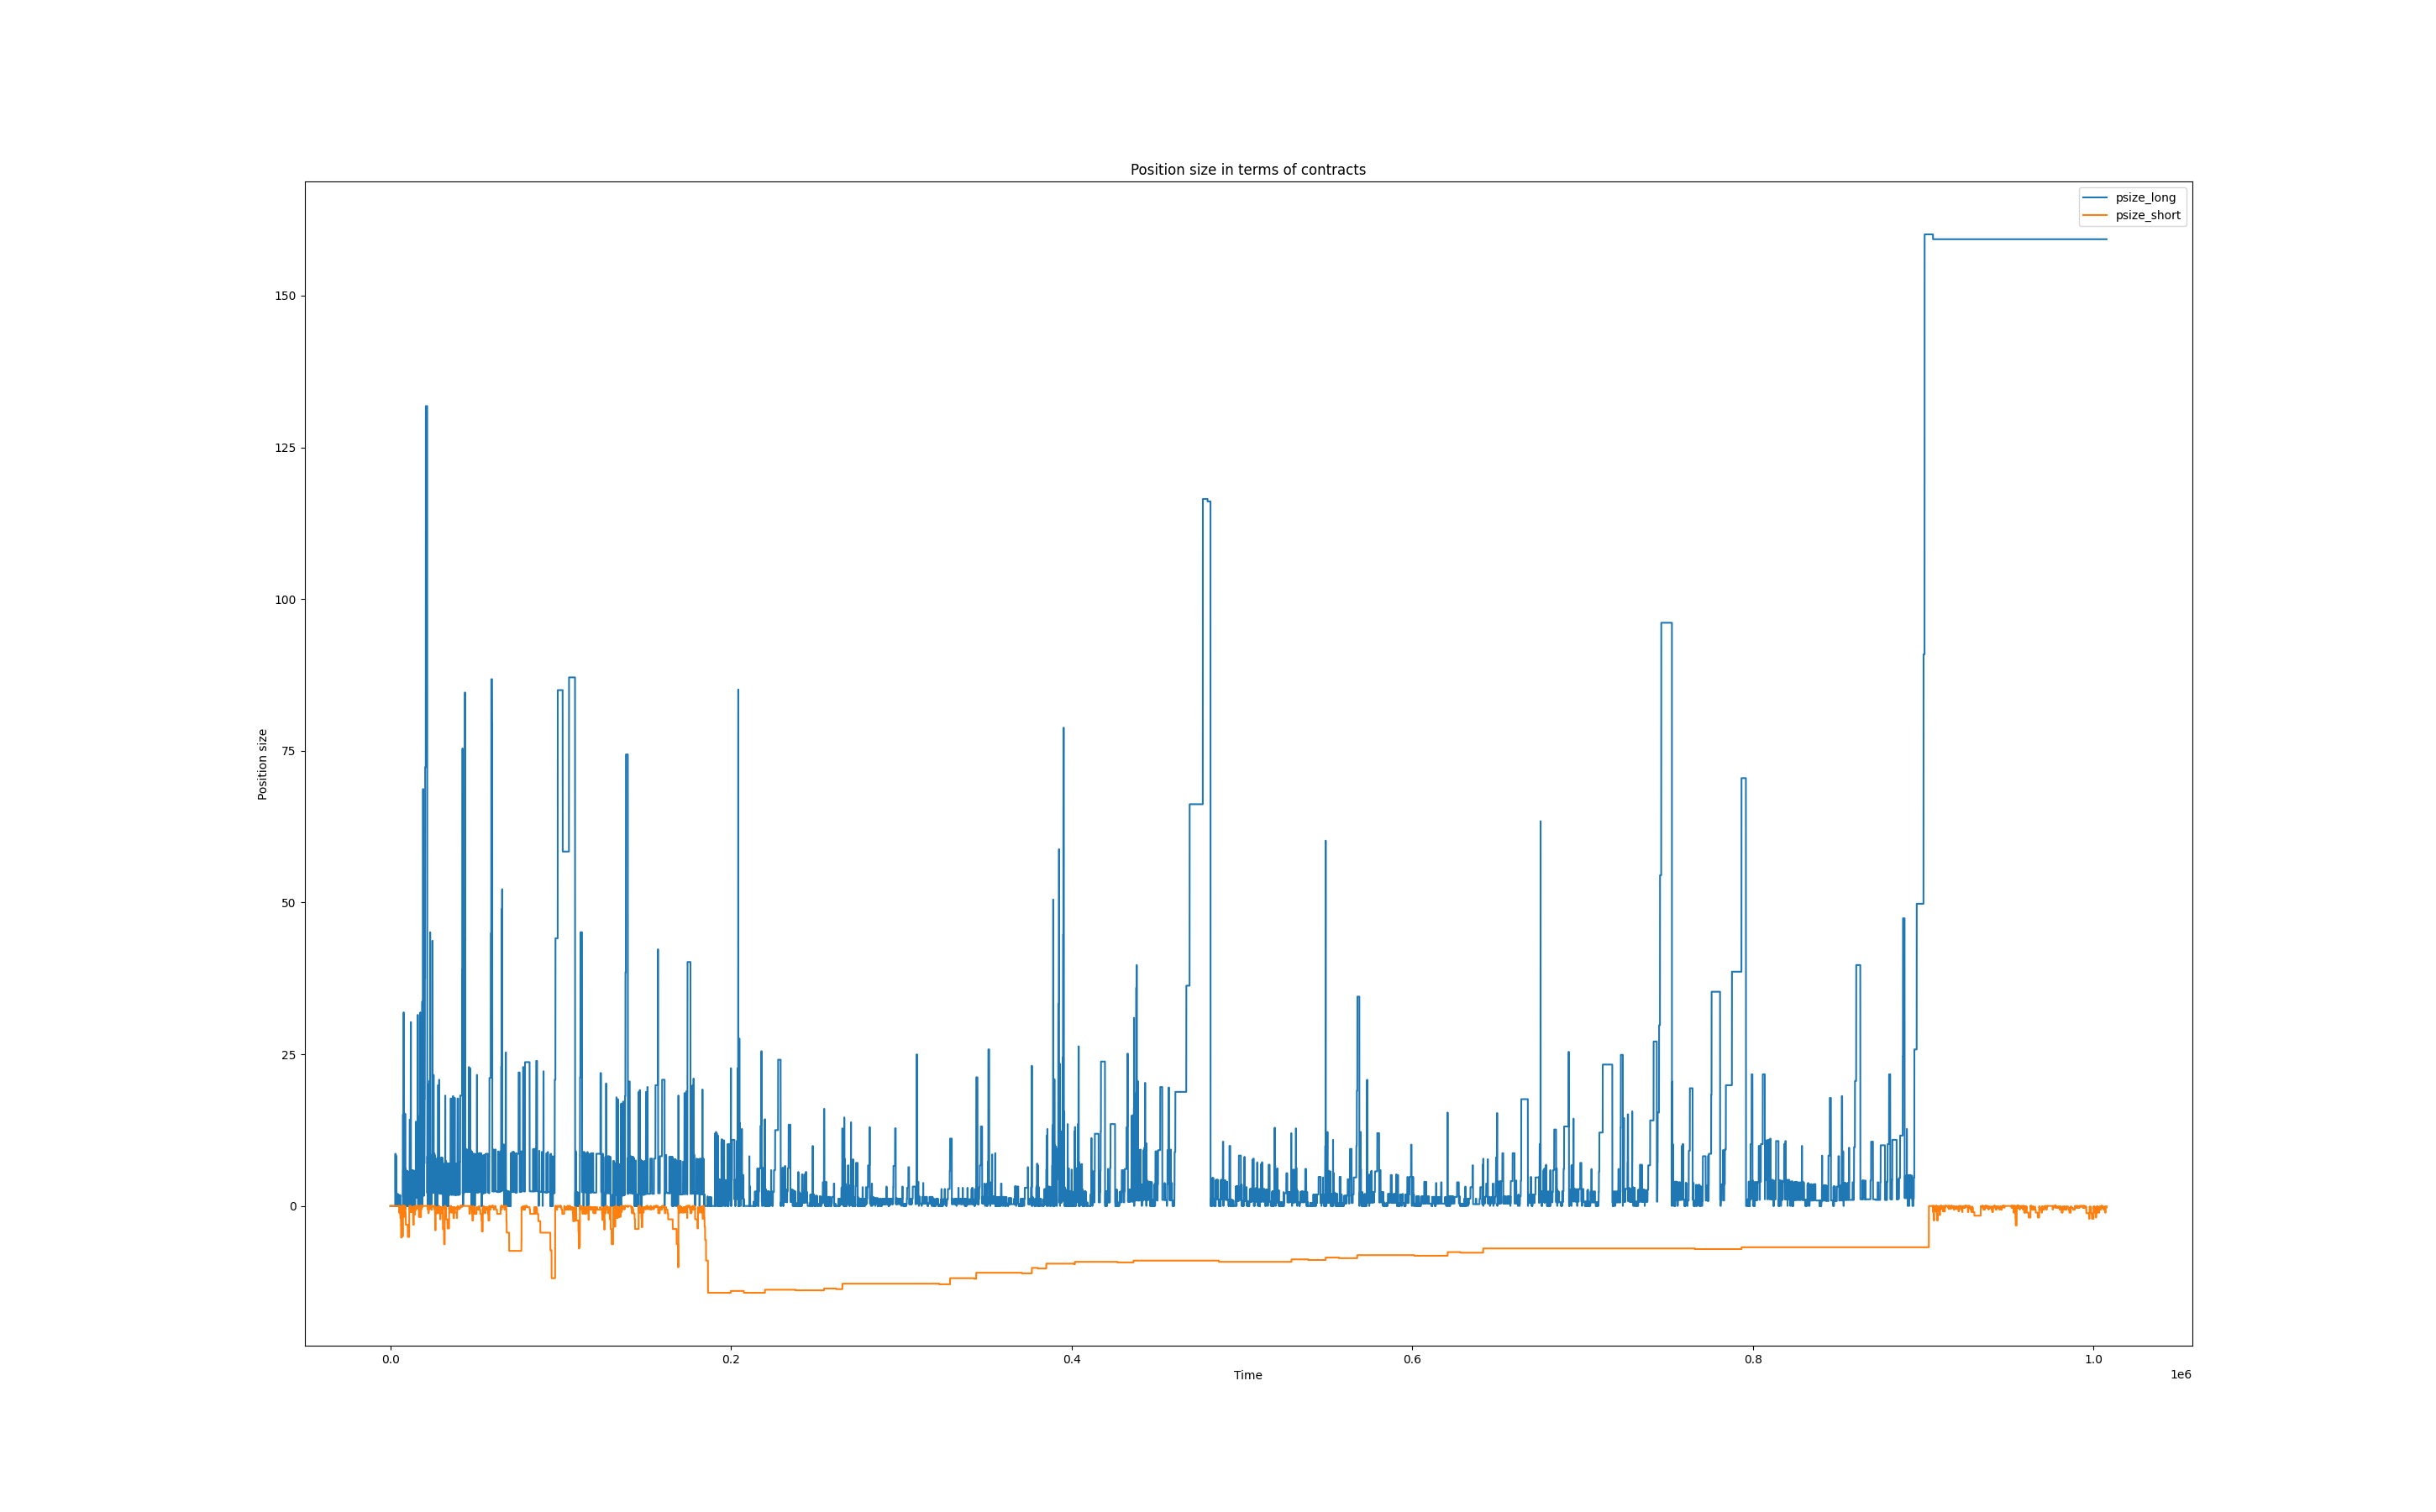 Position size in terms of contracts
psize_long
psize_short
150
125
100
75
50
25
0
Position size
0.0 0.2 0.4 0.6 0.8 1.0
Time
1e6